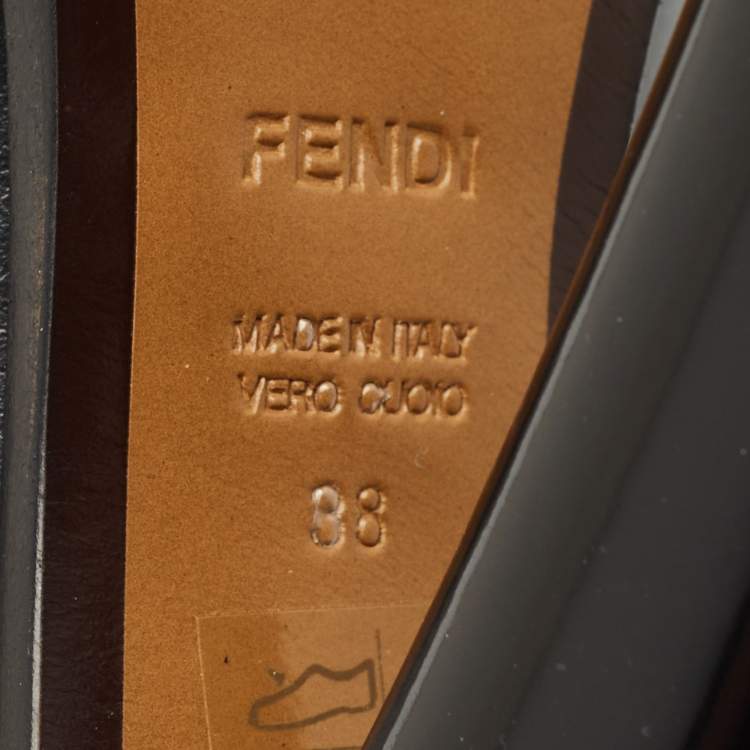 FENDI
MADE IN ITALY
VERO CUOIO
38